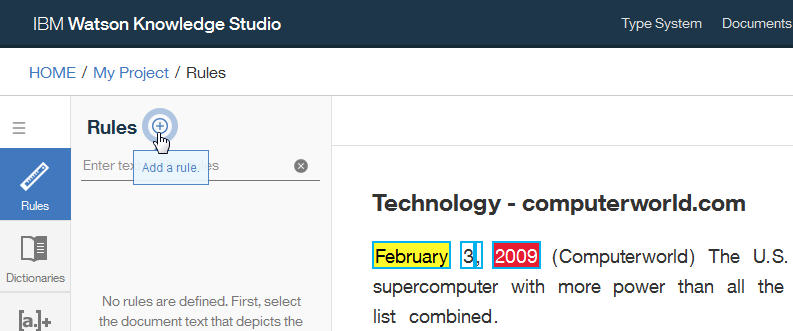 IBM Watson Knowledge Studio
Type System Documents
HOME / My Project / Rules
Rules
Enter tex
es
Add a rule.
Rules
Dictionaries
[a.]+
No rules are defined. First, select
the document text that depicts the
Technology - computerworld.com
February 3, 2009 (Computerworld) The U.S.
supercomputer with more power than all the
list combined.